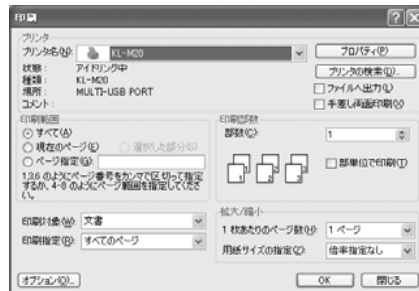 印刷
プリンタ
プリンタ名(N): KL-M20
プロパティ(P)
状態: アイドリング中
プリンタの検索(D)...
種類: KL-M20
場所: MULTI-USB PORT
ファイルへ出力(L)
コメント:
手差し両面印刷(X)
印刷範囲
すべて(A)
現在のページ(E) 選択した部分(S)
ページ指定(G):
1,3,6 のようにページ番号をカンマで区切って指定
するか、4-8 のようにページ範囲を指定してくださ
い。
印刷部数
部数(C): 1
部単位で印刷(T)
印刷対象(W): 文書
印刷指定(R): すべてのページ
拡大/縮小
1 枚あたりのページ数(H): 1 ページ
用紙サイズの指定(Z): 倍率指定なし
オプション(O)...
OK
閉じる